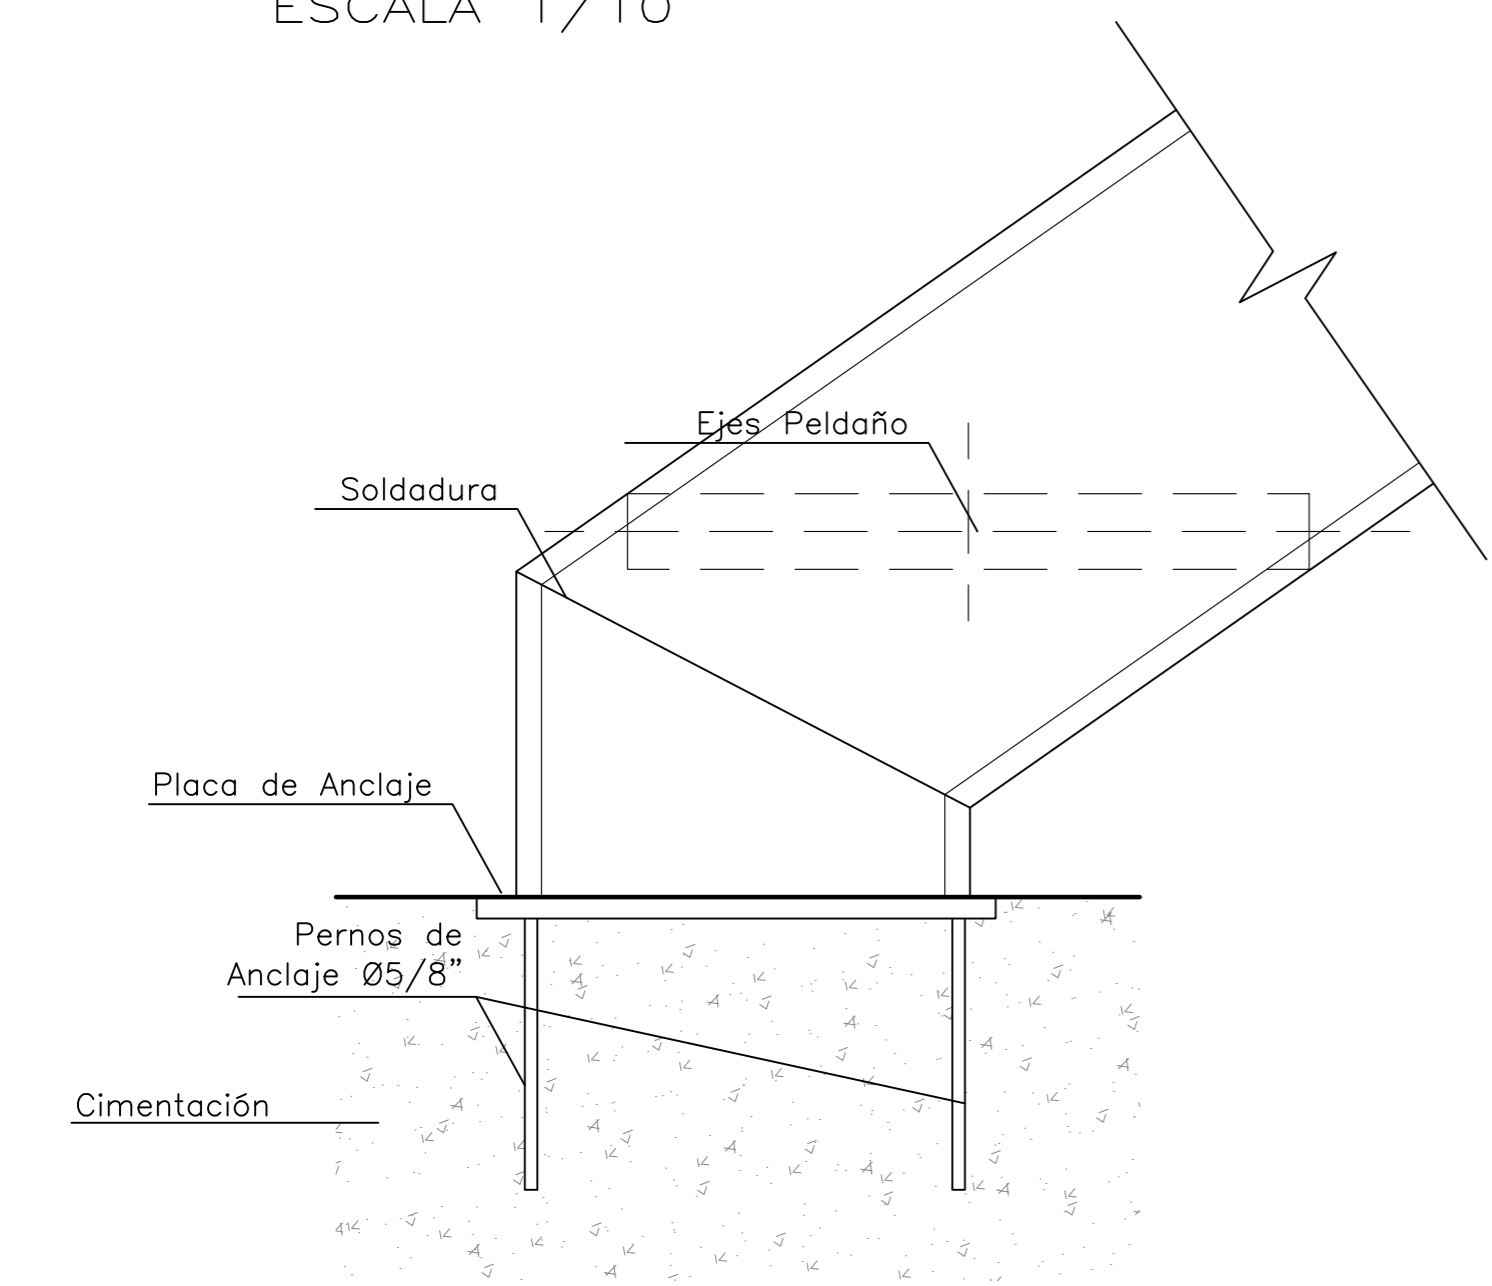 ESCALA 1/10
Ejes Peldaño
Soldadura
Placa de Anclaje
Pernos de
Anclaje Ø5/8”
Cimentación